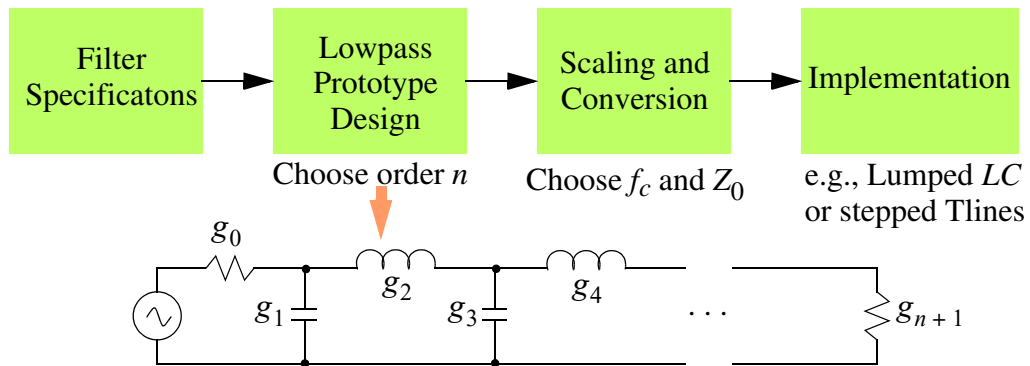 Filter
Specificatons
Lowpass
Prototype
Design
Scaling and
Conversion
Implementation
Choose order n
Choose f_c and Z_0
e.g., Lumped LC
or stepped Tlines
g_0
g_1
g_2
g_3
g_4
. . .
g_{n + 1}